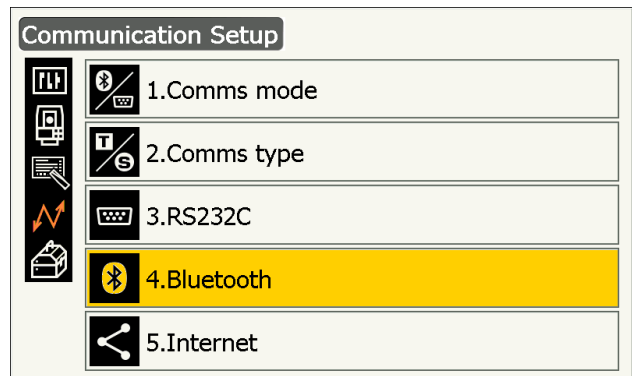 Communication Setup
1.Comms mode
T
S
2.Comms type
3.RS232C
4.Bluetooth
5.Internet